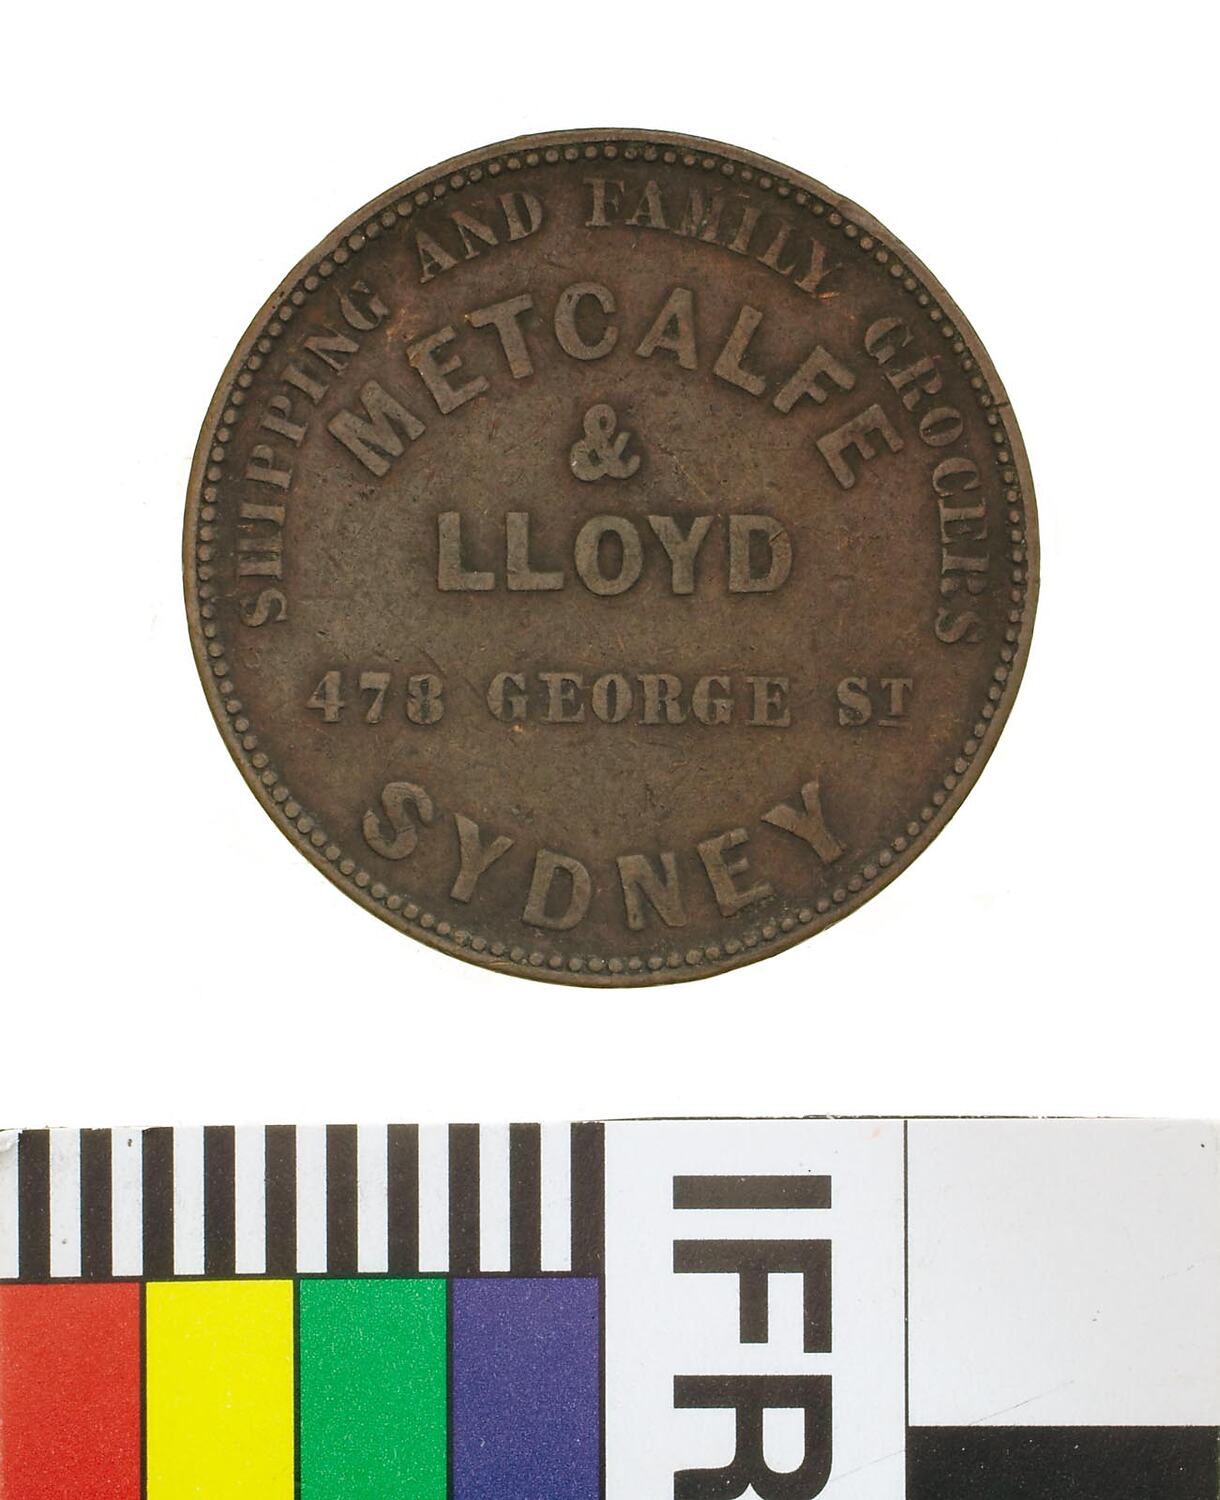 SHIPPING AND FAMILY GROCERS
METCALFE
&
LLOYD
478 GEORGE ST
SYDNEY
IFR